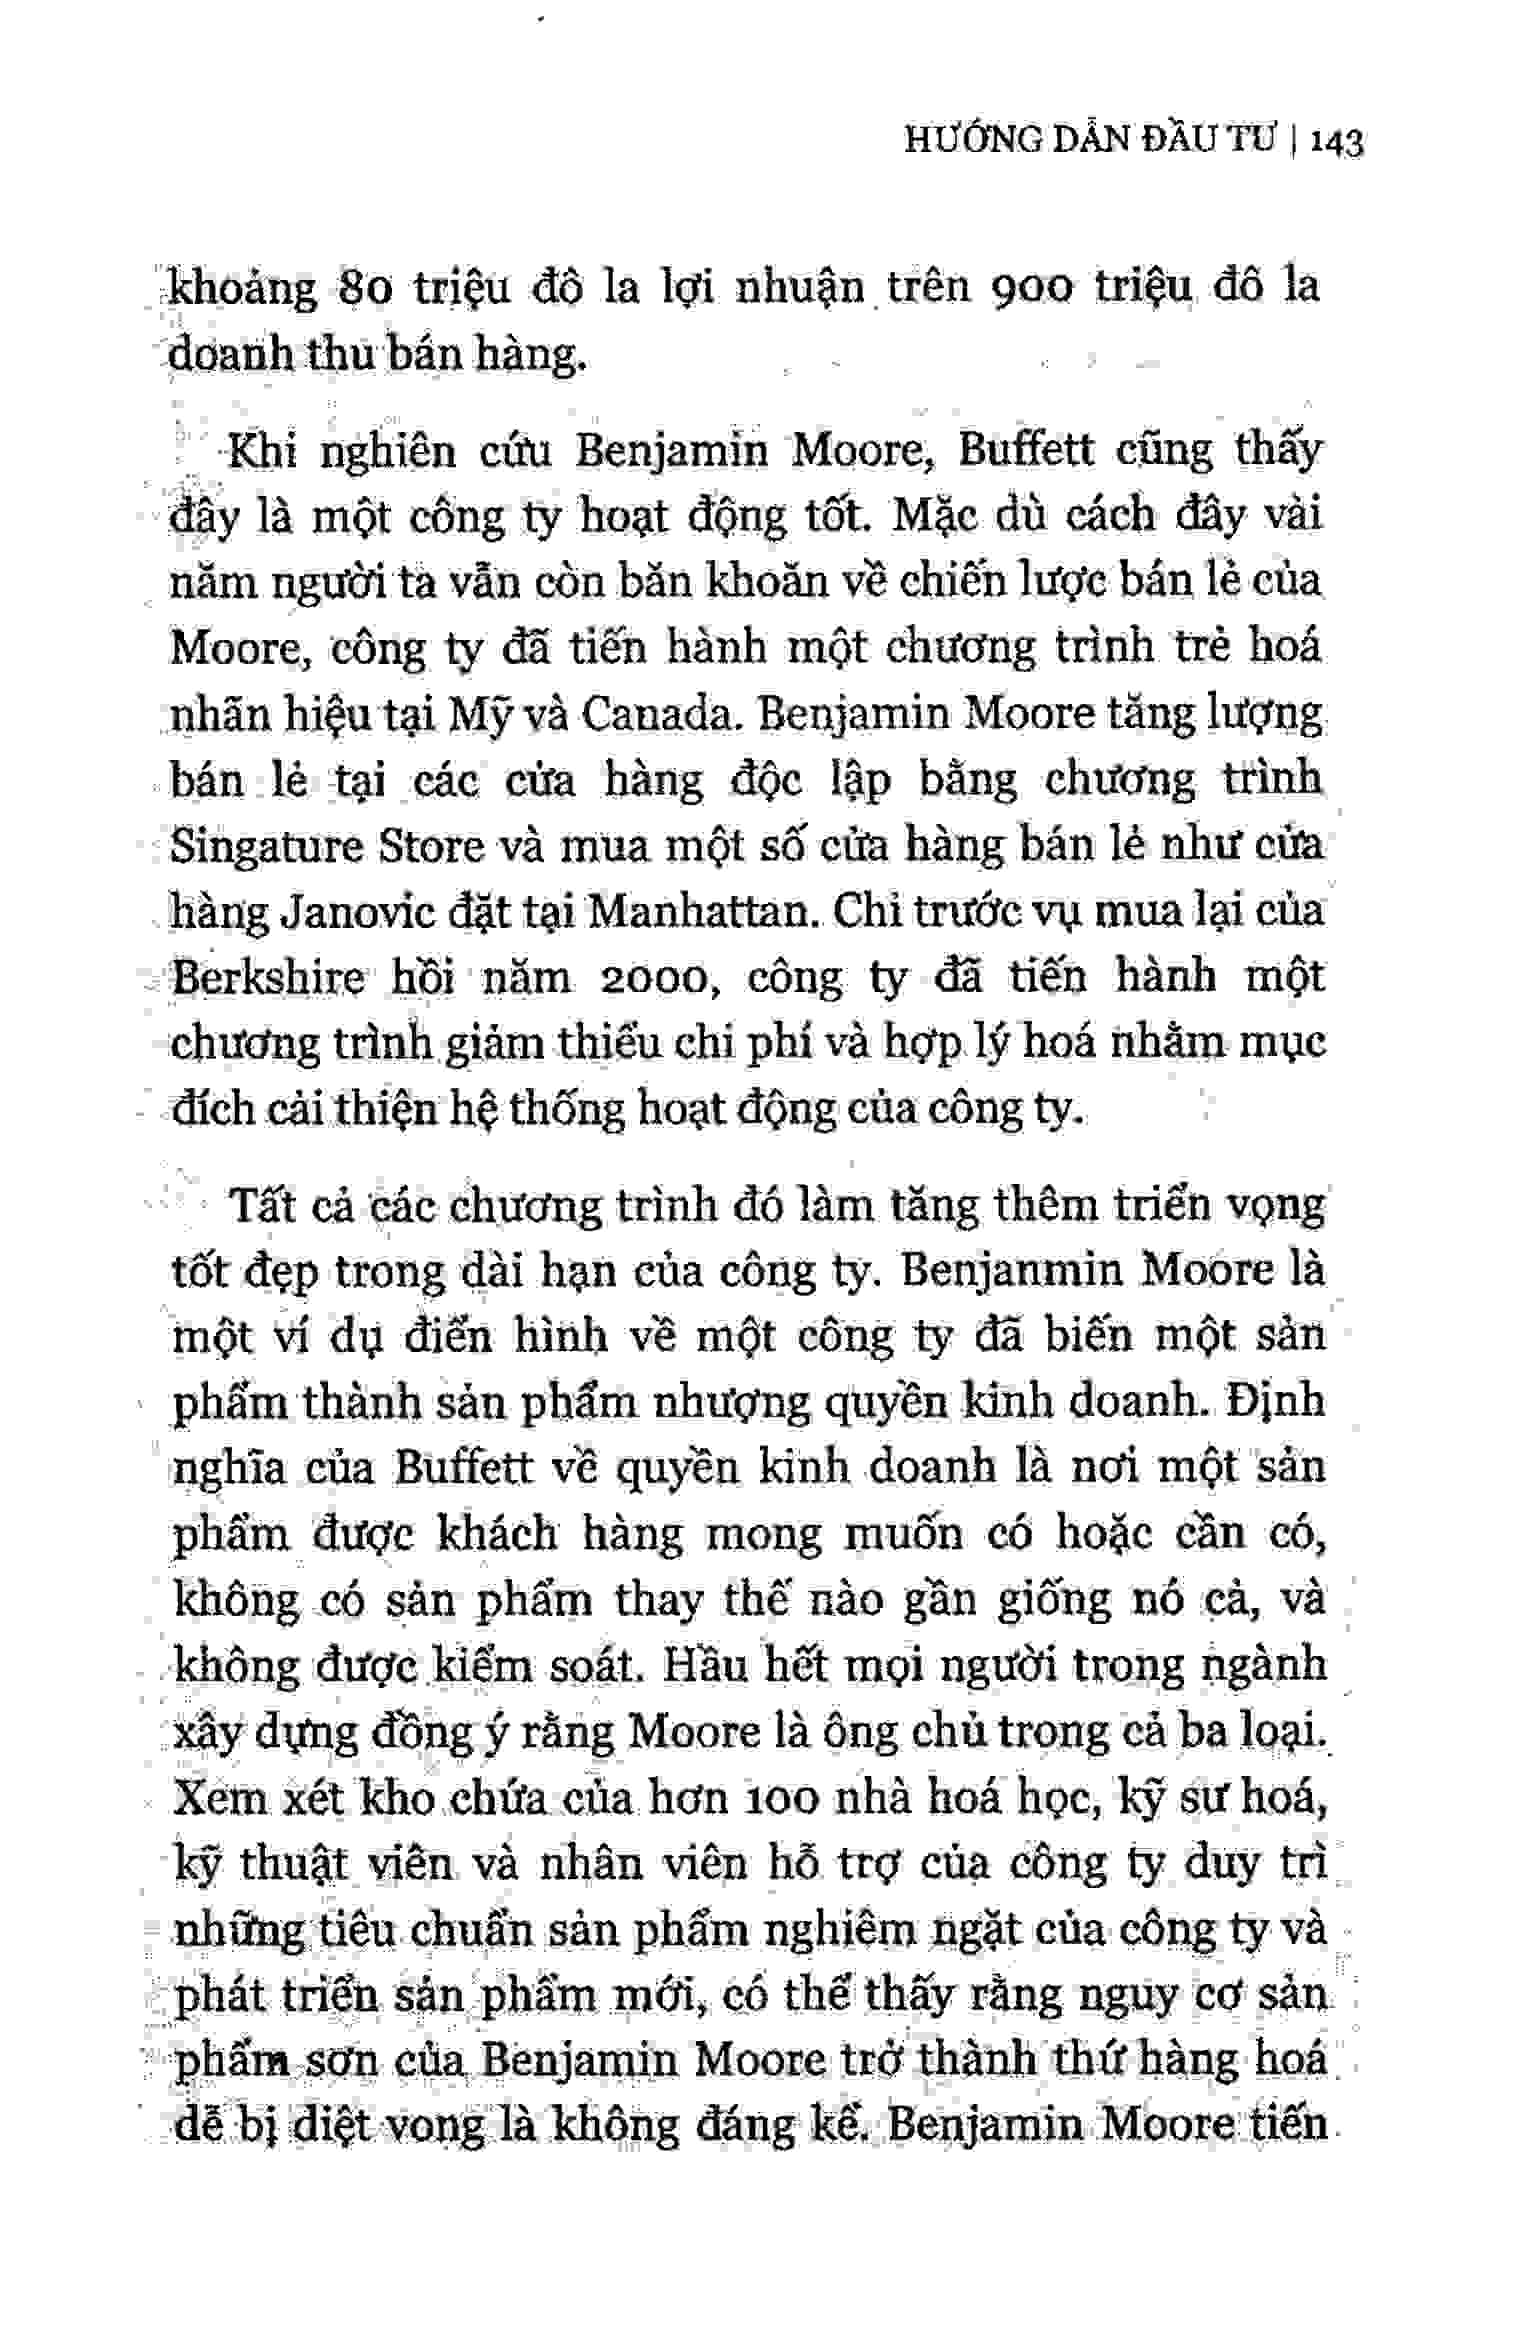 HƯỚNG DẪN ĐẦU TƯ | 143
khoảng 80 triệu đô la lợi nhuận trên 900 triệu đô la
doanh thu bán hàng.
Khi nghiên cứu Benjamin Moore, Buffett cũng thấy
đây là một công ty hoạt động tốt. Mặc dù cách đây vài
năm người ta vẫn còn băn khoăn về chiến lược bán lẻ của
Moore, công ty đã tiến hành một chương trình trẻ hoá
nhãn hiệu tại Mỹ và Canada. Benjamin Moore tăng lượng
bán lẻ tại các cửa hàng độc lập bằng chương trình
Singature Store và mua một số cửa hàng bán lẻ như cửa
hàng Janovic đặt tại Manhattan. Chỉ trước vụ mua lại của
Berkshire hồi năm 2000, công ty đã tiến hành một
chương trình giảm thiểu chi phí và hợp lý hoá nhằm mục
đích cải thiện hệ thống hoạt động của công ty.
Tất cả các chương trình đó làm tăng thêm triển vọng
tốt đẹp trong dài hạn của công ty. Benjanmin Moore là
một ví dụ điển hình về một công ty đã biến một sản
phẩm thành sản phẩm nhượng quyền kinh doanh. Định
nghĩa của Buffett về quyền kinh doanh là nơi một sản
phẩm được khách hàng mong muốn có hoặc cần có,
không có sản phẩm thay thế nào gần giống nó cả, và
không được kiểm soát. Hầu hết mọi người trong ngành
xây dựng đồng ý rằng Moore là ông chủ trong cả ba loại.
Xem xét kho chứa của hơn 100 nhà hoá học, kỹ sư hoá,
kỹ thuật viên và nhân viên hỗ trợ của công ty duy trì
những tiêu chuẩn sản phẩm nghiêm ngặt của công ty và
phát triển sản phẩm mới, có thể thấy rằng nguy cơ sản
phẩm sơn của Benjamin Moore trở thành thứ hàng hoá
dễ bị diệt vong là không đáng kể. Benjamin Moore tiến